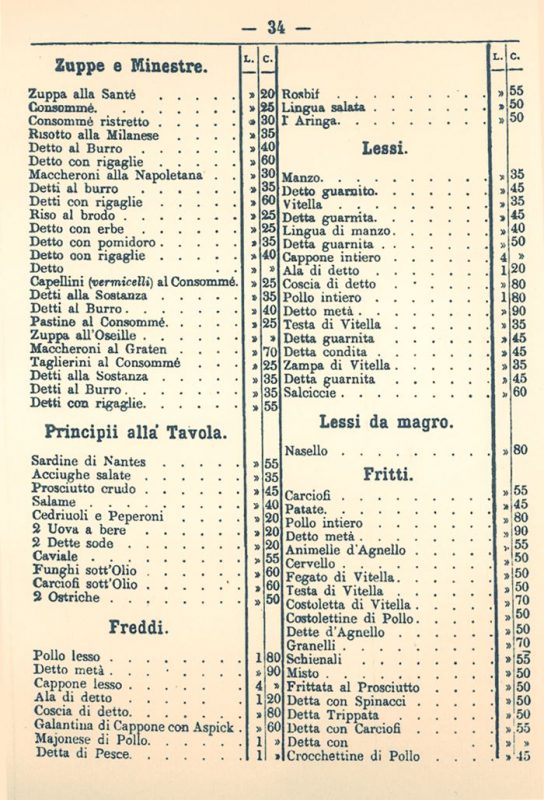 — 34 —
L. C.
Zuppe e Minestre.
Zuppa alla Santé . . . . . » 20
Consommé. . . . . . . » 25
Consommé ristretto . . . . » 30
Risotto alla Milanese . . . . » 35
Detto al Burro . . . . . » 40
Detto con rigaglie . . . . » 60
Maccheroni alla Napoletana . . » 30
Detti al burro . . . . . » 35
Detti con rigaglie . . . . » 60
Riso al brodo . . . . . . » 25
Detto con erbe . . . . . » 25
Detto con pomodoro . . . . » 35
Detto con rigaglie . . . . » 40
Detto » »
Capellini (vermicelli) al Consommé. » 25
Detti alla Sostanza . . . . » 35
Detti al Burro . . . . . » 40
Pastine al Consommé. . . . . » 25
Zuppa all'Oseille . . . . . » »
Maccheroni al Graten . . . . » 70
Taglierini al Consommé . . . » 25
Detti alla Sostanza . . . . » 35
Detti al Burro . . . . . » 35
Detti con rigaglie. . . . . » 55
Principii alla Tavola.
Sardine di Nantes . . . . . » 55
Acciughe salate . . . . . » 35
Prosciutto crudo . . . . . » 45
Salame . . . . . . . . » 40
Cedriuoli e Peperoni . . . . » 20
2 Uova a bere . . . . . » 20
2 Dette sode . . . . . . » 20
Caviale . . . . . . . » 55
Funghi sott'Olio . . . . . » 60
Carciofi sott'Olio . . . . . » 60
2 Ostriche . . . . . . . » 50
Freddi.
Pollo lesso . . . . . . . 1 80
Detto metà . . . . . . . » 90
Cappone lesso . . . . . . 4 »
Ala di detto . . . . . . 1 20
Coscia di detto. . . . . . » 80
Galantina di Cappone con Aspick . » 60
Majonese di Pollo. . . . . 1 »
Detta di Pesce. . . . . . 1 »
L. C.
Rosbif . . . . . . . . » 55
Lingua salata . . . . . . » 50
1 Aringa. . . . . . . . » 50
Lessi.
Manzo. . . . . . . . » 35
Detto guarnito. . . . . . » 45
Vitella . . . . . . . . » 35
Detta guarnita. . . . . . » 45
Lingua di manzo. . . . . . » 40
Detta guarnita . . . . . . » 50
Cappone intiero . . . . . 4 »
Ala di detto . . . . . . 1 20
Coscia di detto . . . . . » 80
Pollo intiero . . . . . . 1 80
Detto metà . . . . . . . » 90
Testa di Vitella . . . . . » 35
Detta guarnita . . . . . » 45
Detta condita . . . . . . » 45
Zampa di Vitella . . . . . » 35
Detta guarnita . . . . . » 45
Salciccie . . . . . . . » 60
Lessi da magro.
Nasello . . . . . . . » 80
Fritti.
Carciofi . . . . . . . » 55
Patate. . . . . . . . » 45
Pollo intiero . . . . . . » 80
Detto metà . . . . . . . » 90
Animelle d'Agnello . . . . » 55
Cervello . . . . . . . » 50
Fegato di Vitella. . . . . » 50
Testa di Vitella . . . . . » 50
Costoletta di Vitella . . . . » 70
Costolettine di Pollo. . . . » 50
Dette d'Agnello . . . . . » 50
Granelli . . . . . . . » 70
Schienali . . . . . . . » 55
Misto . . . . . . . . » 50
Frittata al Prosciutto . . . » 50
Detta con Spinacci . . . . » 50
Detta Trippata . . . . . » 50
Detta con Carciofi . . . . » 55
Detta con . . . . . . . » »
Crocchettine di Pollo . . . » 45